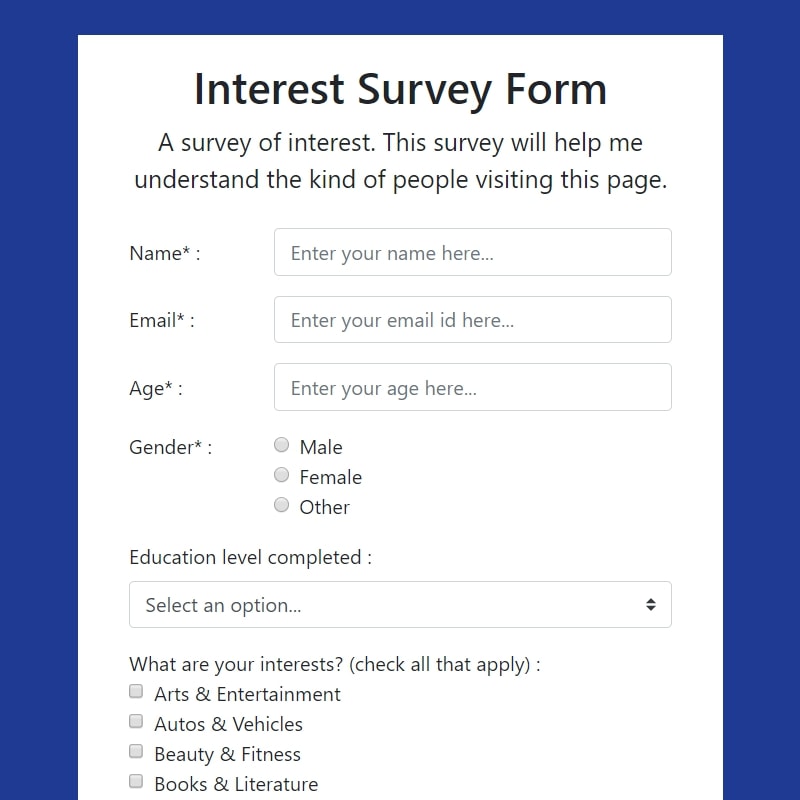 Interest Survey Form
A survey of interest. This survey will help me
understand the kind of people visiting this page.
Name* :
Enter your name here...
Email* :
Enter your email id here...
Age* :
Enter your age here...
Gender* :
Male
Female
Other
Education level completed :
Select an option...
What are your interests? (check all that apply) :
Arts & Entertainment
Autos & Vehicles
Beauty & Fitness
Books & Literature